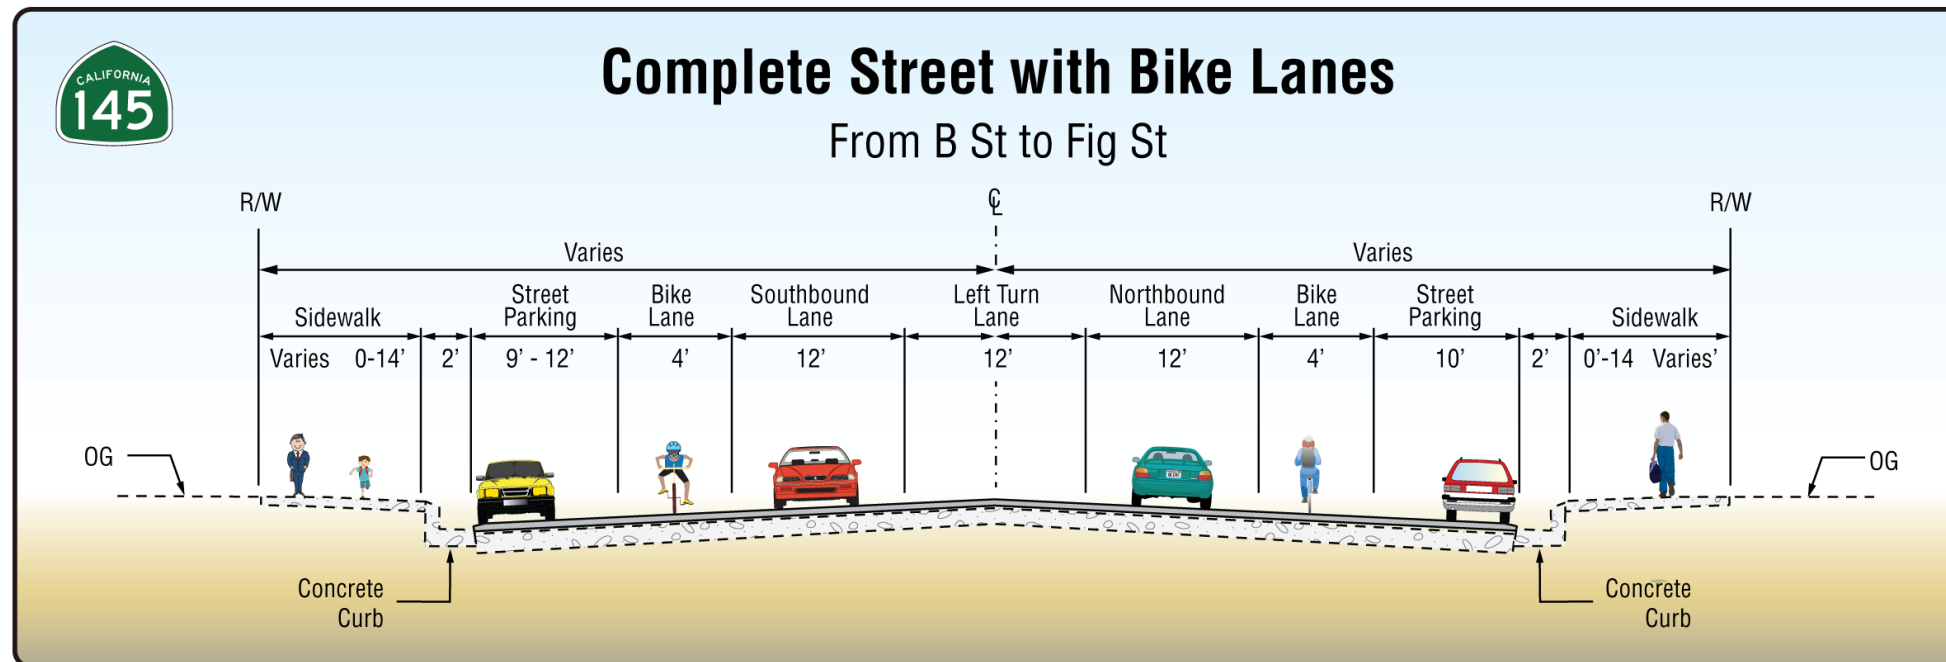 CALIFORNIA
145
Complete Street with Bike Lanes
From B St to Fig St
R/W
℄
R/W
Varies
Varies
Sidewalk
Street
Parking
Bike
Lane
Southbound
Lane
Left Turn
Lane
Northbound
Lane
Bike
Lane
Street
Parking
Sidewalk
Varies 0-14’ 2’ 9’ - 12’ 4’ 12’ 12’ 12’ 4’ 10’ 2’ 0’-14 Varies’
OG
OG
Concrete
Curb
Concrete
Curb